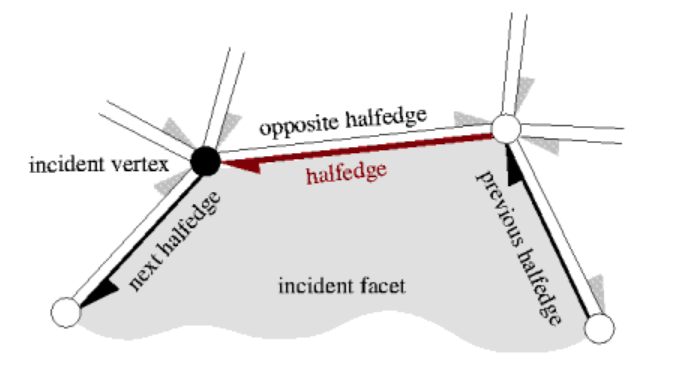 opposite halfedge
incident vertex
halfedge
next halfedge
previous halfedge
incident facet